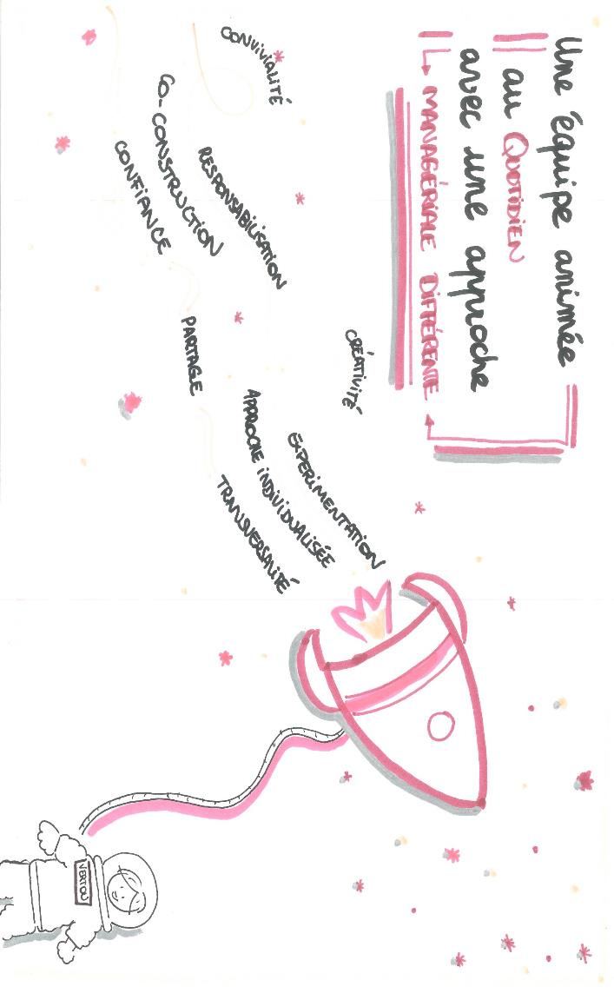 Une équipe animée
au QUOTIDIEN
avec une approche
MANAGÉRIALE DIFFÉRENTE
CONVIVIALITÉ
RESPONSABILISATION
CO-CONSTRUCTION
CONFIANCE
CRÉATIVITÉ
PARTAGE
EXPERIMENTATION
APPROCHE INDIVIDUALISÉE
TRANSVERSALITÉ
VERTOU